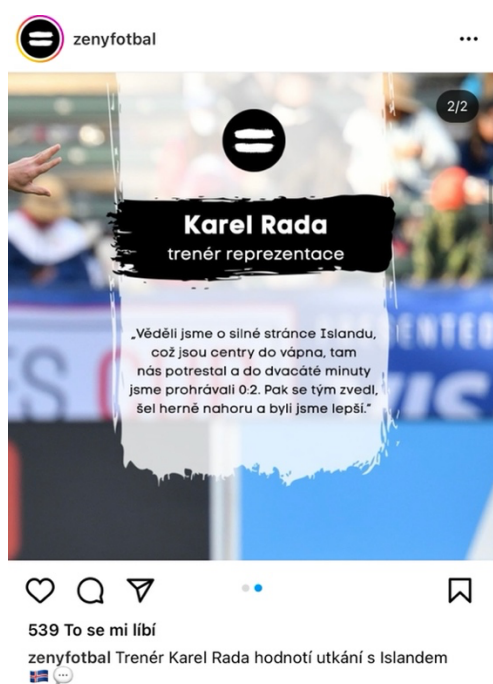 zenyfotbal
2/2
Karel Rada
trenér reprezentace
„Věděli jsme o silné stránce Islandu,
což jsou centry do vápna, tam
nás potrestal a do dvacáté minuty
jsme prohrávali 0:2. Pak se tým zvedl,
šel herně nahoru a byli jsme lepší.“
539 To se mi líbí
zenyfotbal Trenér Karel Rada hodnotí utkání s Islandem
🇮🇸 💬